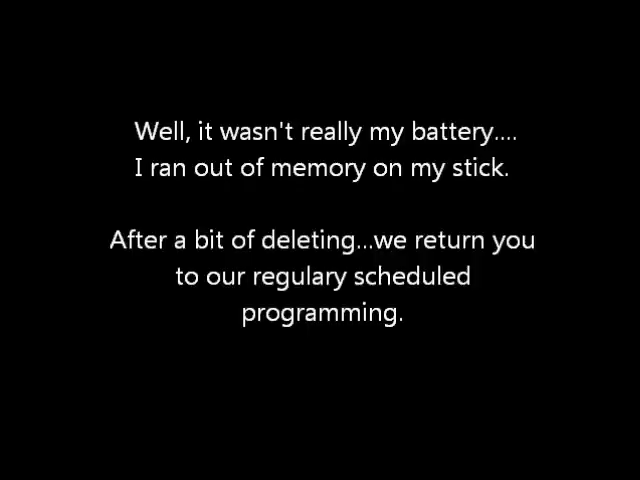 Well, it wasn't really my battery....
I ran out of memory on my stick.
After a bit of deleting...we return you
to our regulary scheduled
programming.